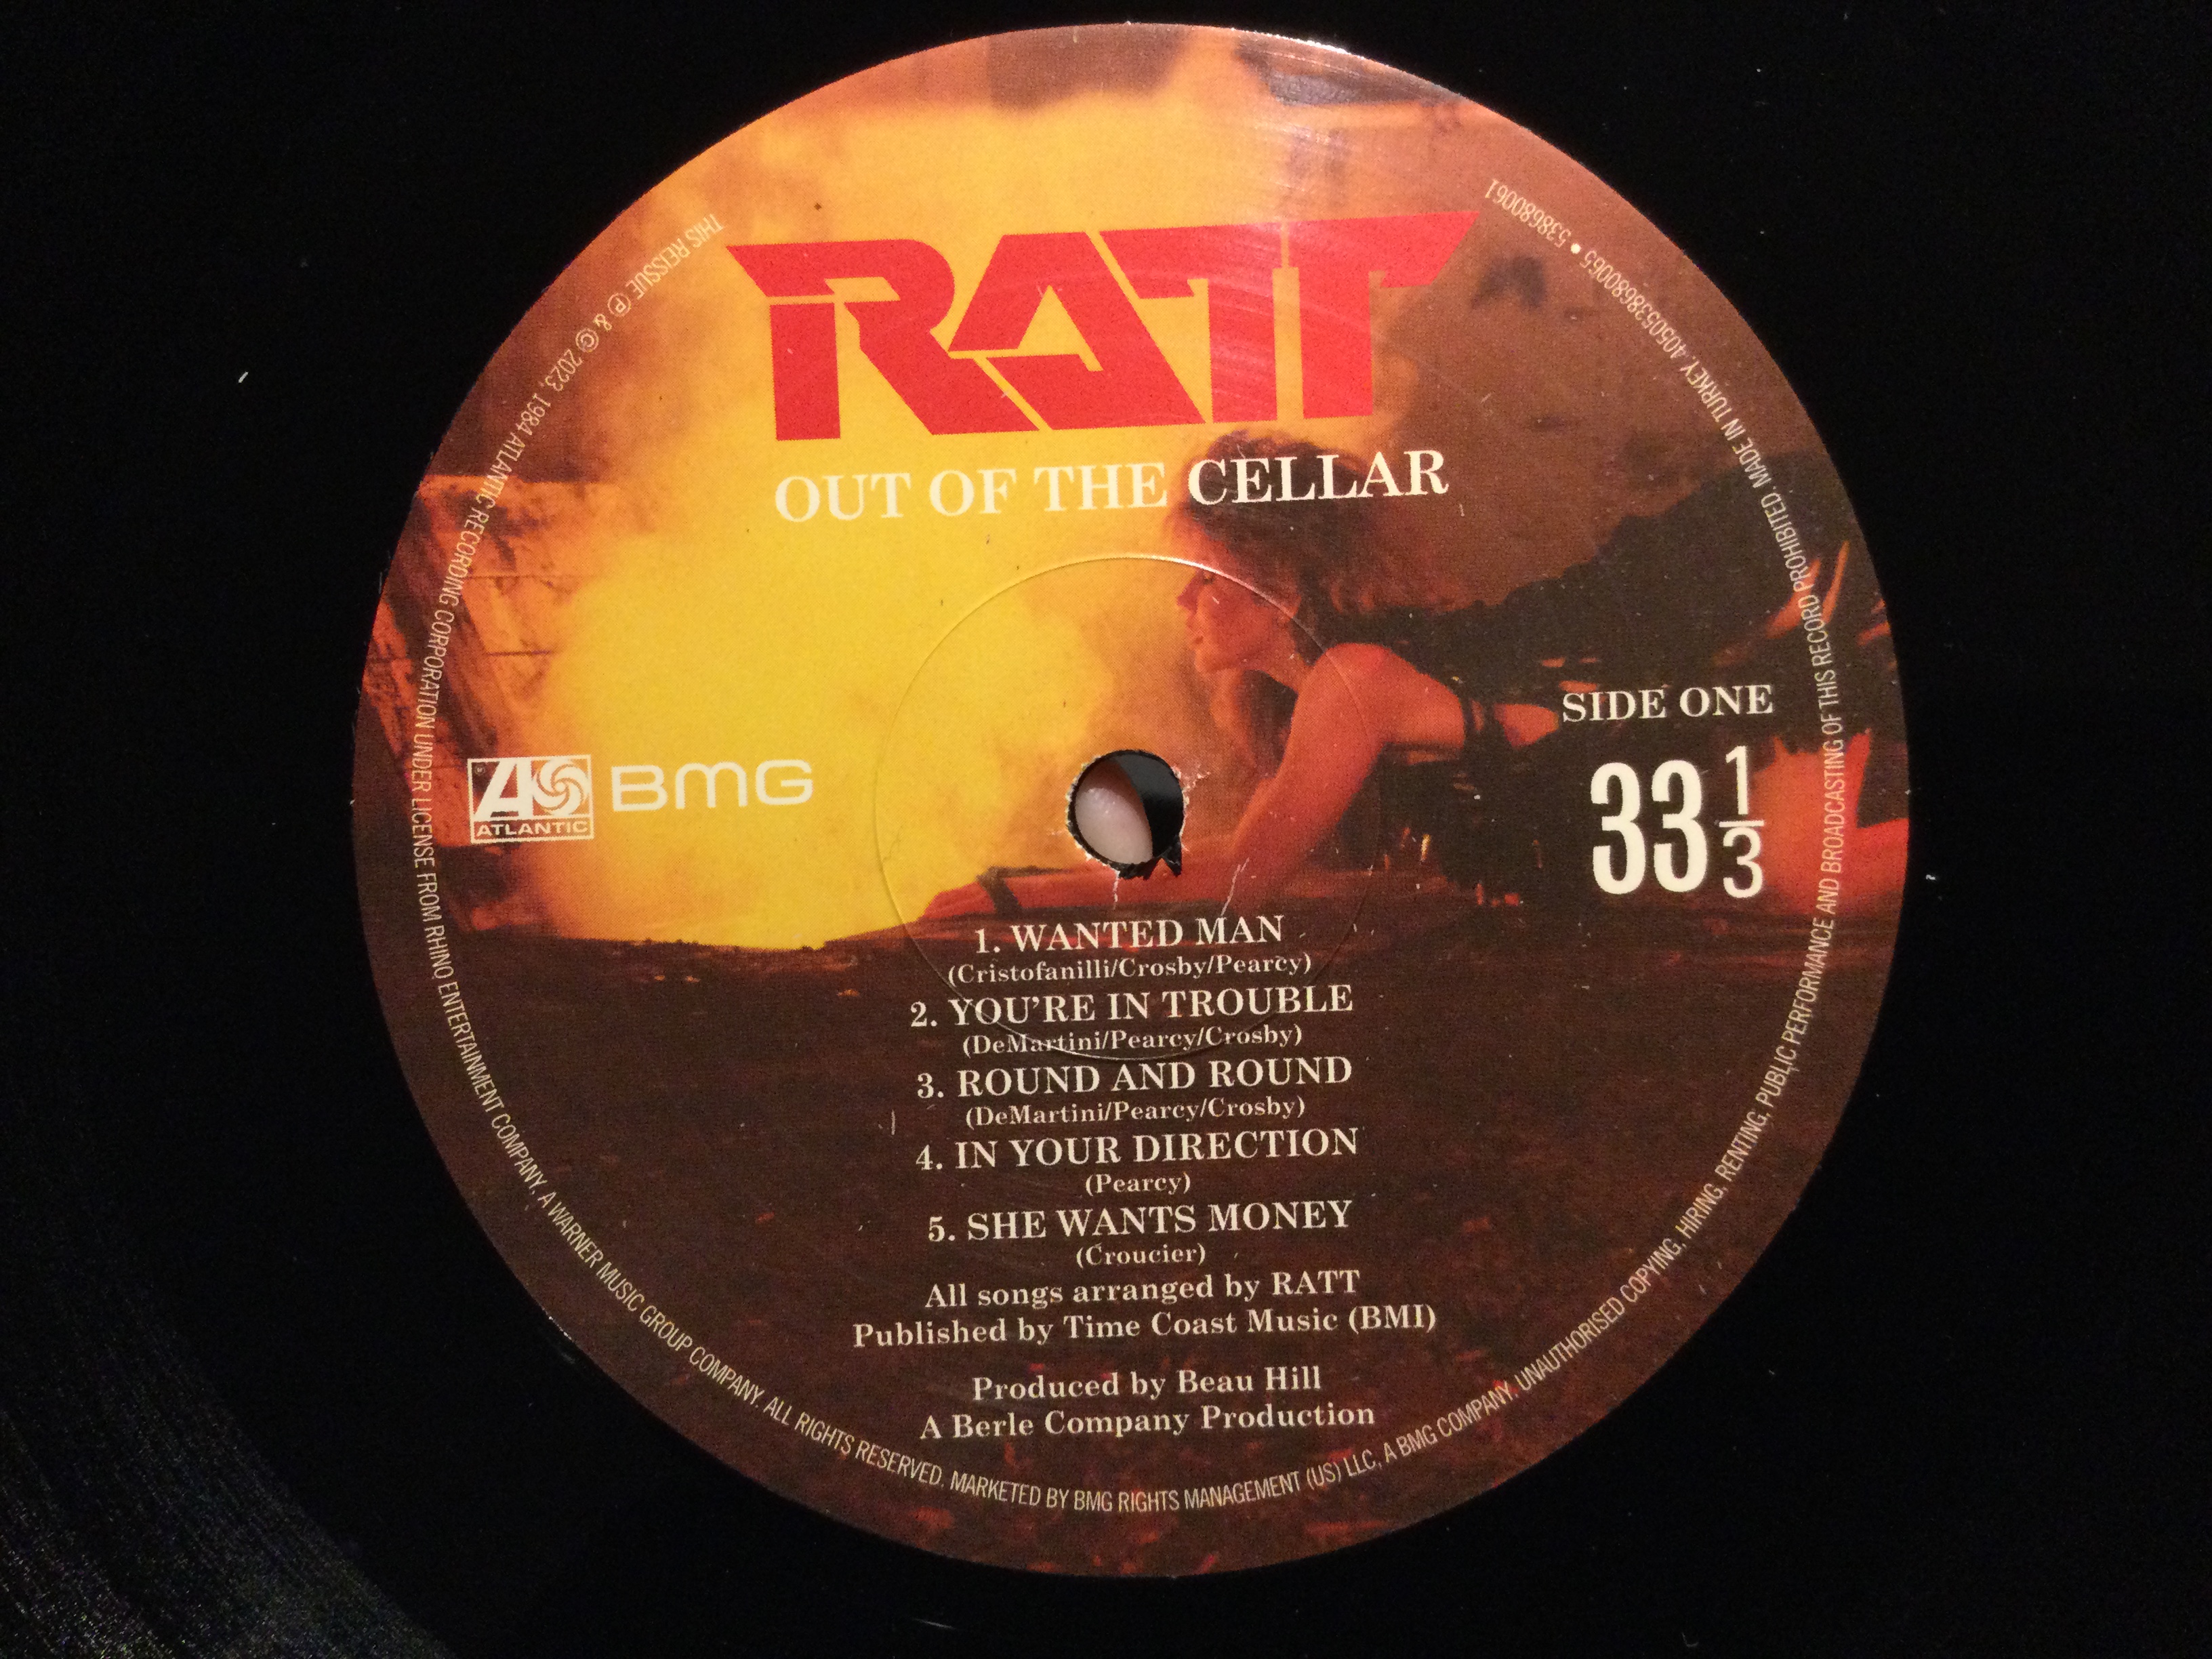 RATT
OUT OF THE CELLAR
SIDE ONE
33 1/3
ATLANTIC
BMG
1. WANTED MAN
(Cristofanilli/Crosby/Pearcy)
2. YOU'RE IN TROUBLE
(DeMartini/Pearcy/Crosby)
3. ROUND AND ROUND
(DeMartini/Pearcy/Crosby)
4. IN YOUR DIRECTION
(Pearcy)
5. SHE WANTS MONEY
(Croucier)
All songs arranged by RATT
Published by Time Coast Music (BMI)
Produced by Beau Hill
A Berle Company Production
THIS REISSUE ℗ & © 2023, 1984 ATLANTIC RECORDING CORPORATION UNDER LICENSE FROM RHINO ENTERTAINMENT COMPANY, A WARNER MUSIC GROUP COMPANY. ALL RIGHTS RESERVED. MARKETED BY BMG RIGHTS MANAGEMENT (US) LLC, A BMG COMPANY. UNAUTHORISED COPYING, HIRING, RENTING, PUBLIC PERFORMANCE AND BROADCASTING OF THIS RECORD PROHIBITED. MADE IN TURKEY. 4050538680065 • 538680061